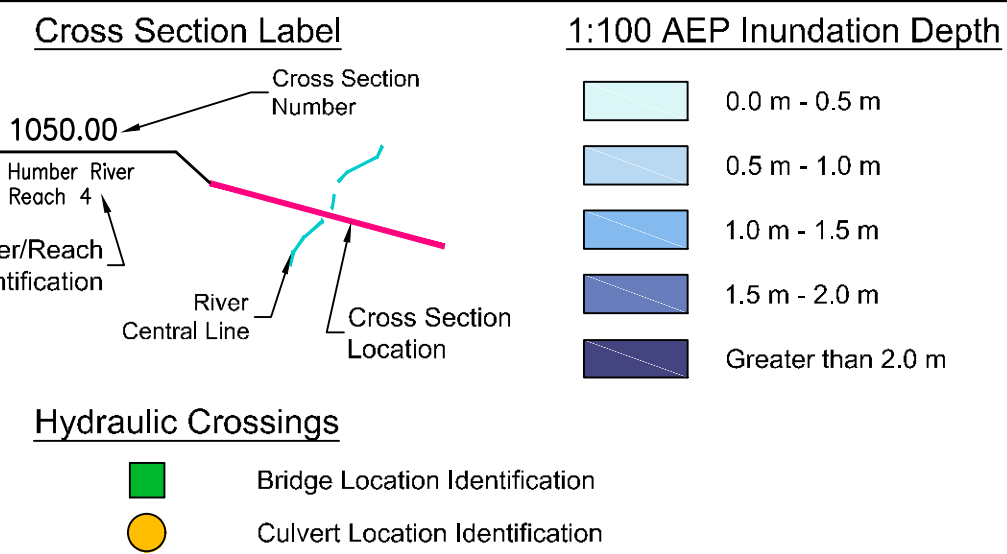 Cross Section Label
Cross Section
Number
1050.00
Humber River
Reach 4
er/Reach
ntification
River
Central Line
Cross Section
Location
1:100 AEP Inundation Depth
0.0 m - 0.5 m
0.5 m - 1.0 m
1.0 m - 1.5 m
1.5 m - 2.0 m
Greater than 2.0 m
Hydraulic Crossings
Bridge Location Identification
Culvert Location Identification